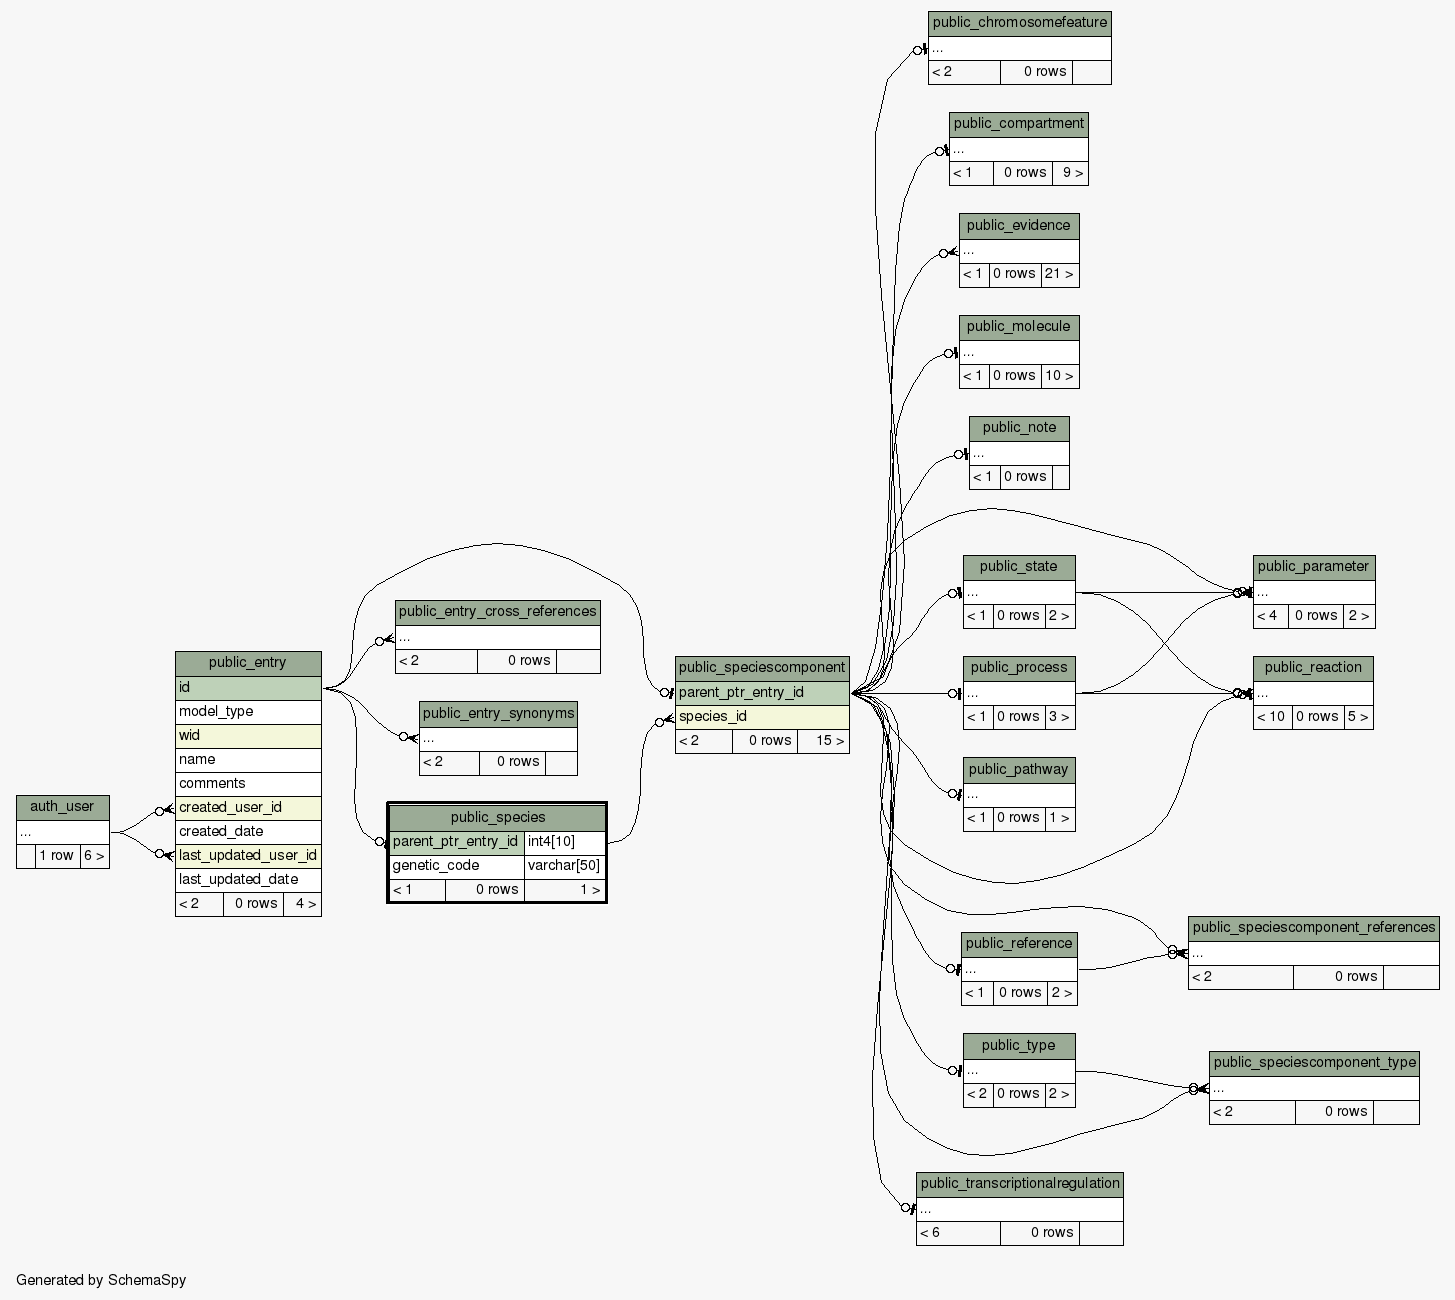 public_chromosomefeature
...
< 2 0 rows
public_compartment
...
< 1 0 rows 9 >
public_evidence
...
< 1 0 rows 21 >
public_molecule
...
< 1 0 rows 10 >
public_note
...
< 1 0 rows
public_state
...
< 1 0 rows 2 >
public_parameter
...
< 4 0 rows 2 >
public_entry_cross_references
...
< 2 0 rows
public_entry
id
model_type
wid
name
comments
created_user_id
created_date
last_updated_user_id
last_updated_date
< 2 0 rows 4 >
public_speciescomponent
parent_ptr_entry_id
species_id
< 2 0 rows 15 >
public_process
...
< 1 0 rows 3 >
public_reaction
...
< 10 0 rows 5 >
public_entry_synonyms
...
< 2 0 rows
public_pathway
...
< 1 0 rows 1 >
auth_user
...
1 row 6 >
public_species
parent_ptr_entry_id int4[10]
genetic_code varchar[50]
< 1 0 rows 1 >
public_reference
...
< 1 0 rows 2 >
public_speciescomponent_references
...
< 2 0 rows
public_type
...
< 2 0 rows 2 >
public_speciescomponent_type
...
< 2 0 rows
public_transcriptionalregulation
...
< 6 0 rows
Generated by SchemaSpy